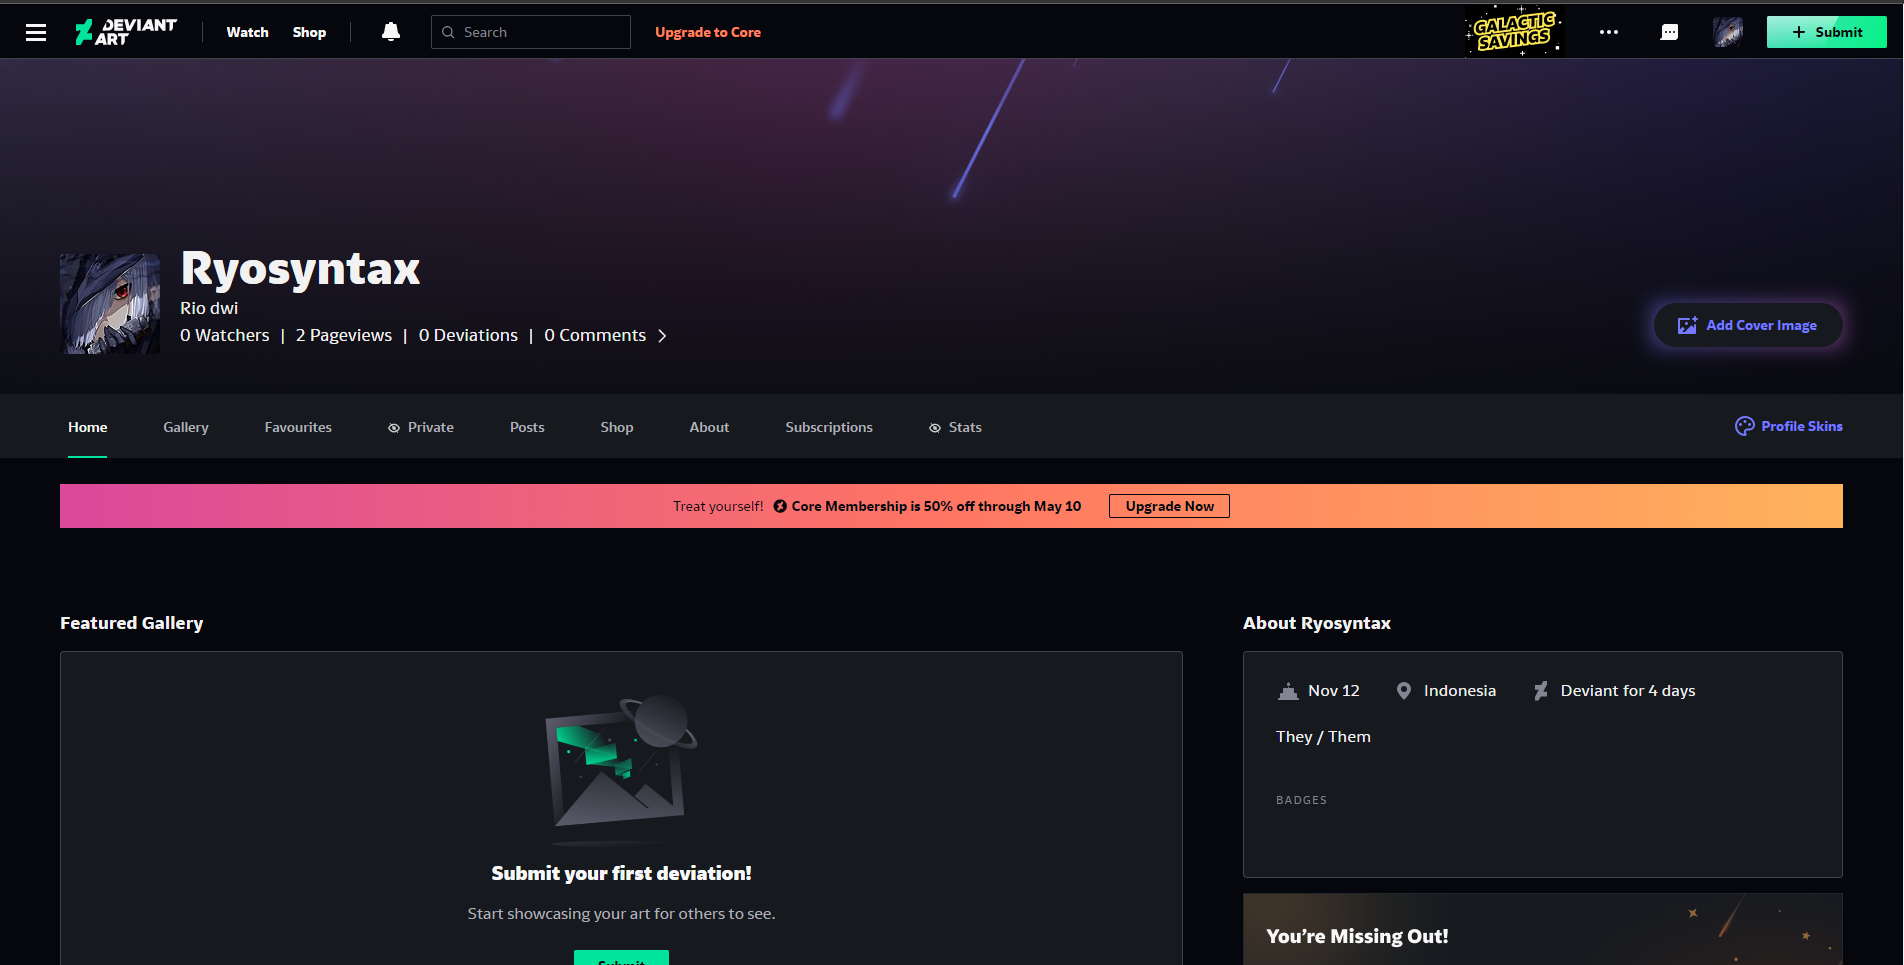 DEVIANT ART
Watch
Shop
Search
Upgrade to Core
GALACTIC SAVINGS
Submit
Ryosyntax
Rio dwi
0 Watchers | 2 Pageviews | 0 Deviations | 0 Comments
Add Cover Image
Home
Gallery
Favourites
Private
Posts
Shop
About
Subscriptions
Stats
Profile Skins
Treat yourself! Core Membership is 50% off through May 10
Upgrade Now
Featured Gallery
Submit your first deviation!
Start showcasing your art for others to see.
Submit
About Ryosyntax
Nov 12
Indonesia
Deviant for 4 days
They / Them
BADGES
You're Missing Out!